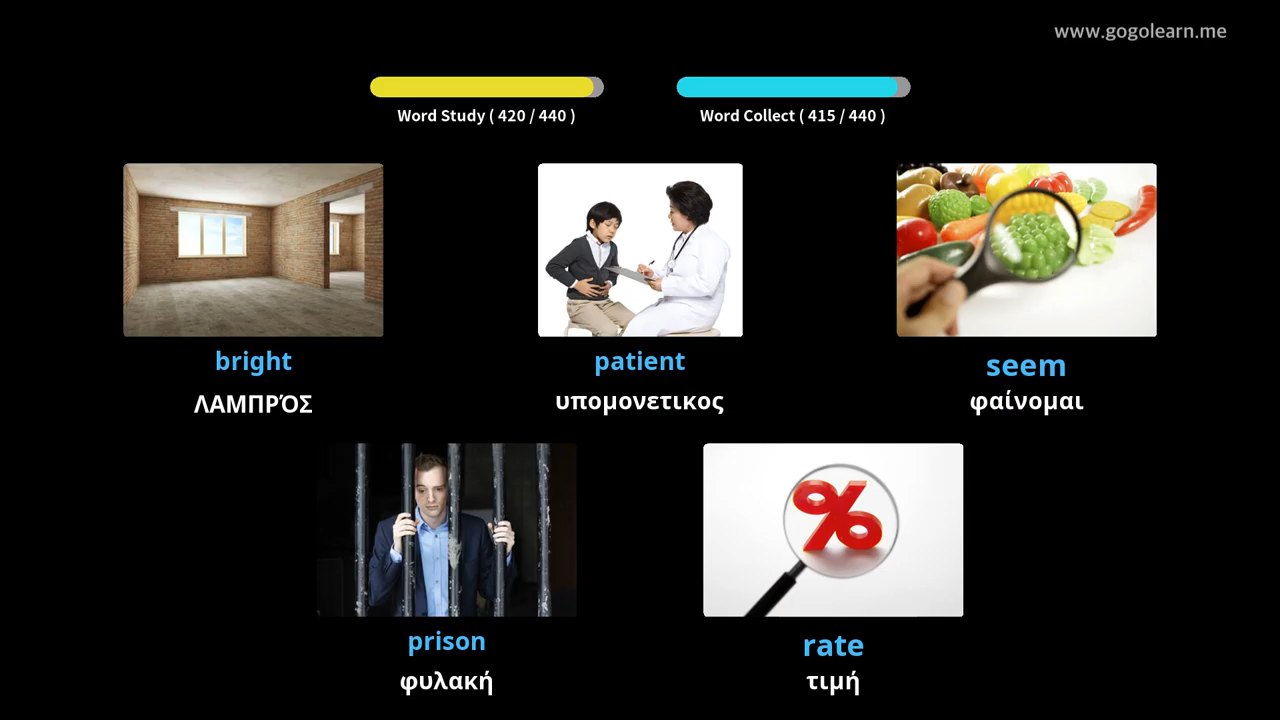 www.gogolearn.me
Word Study ( 420 / 440 )
Word Collect ( 415 / 440 )
bright
patient
seem
ΛΑΜΠΡΌΣ
υπομονετικος
φαίνομαι
%
prison
rate
φυλακή
τιμή